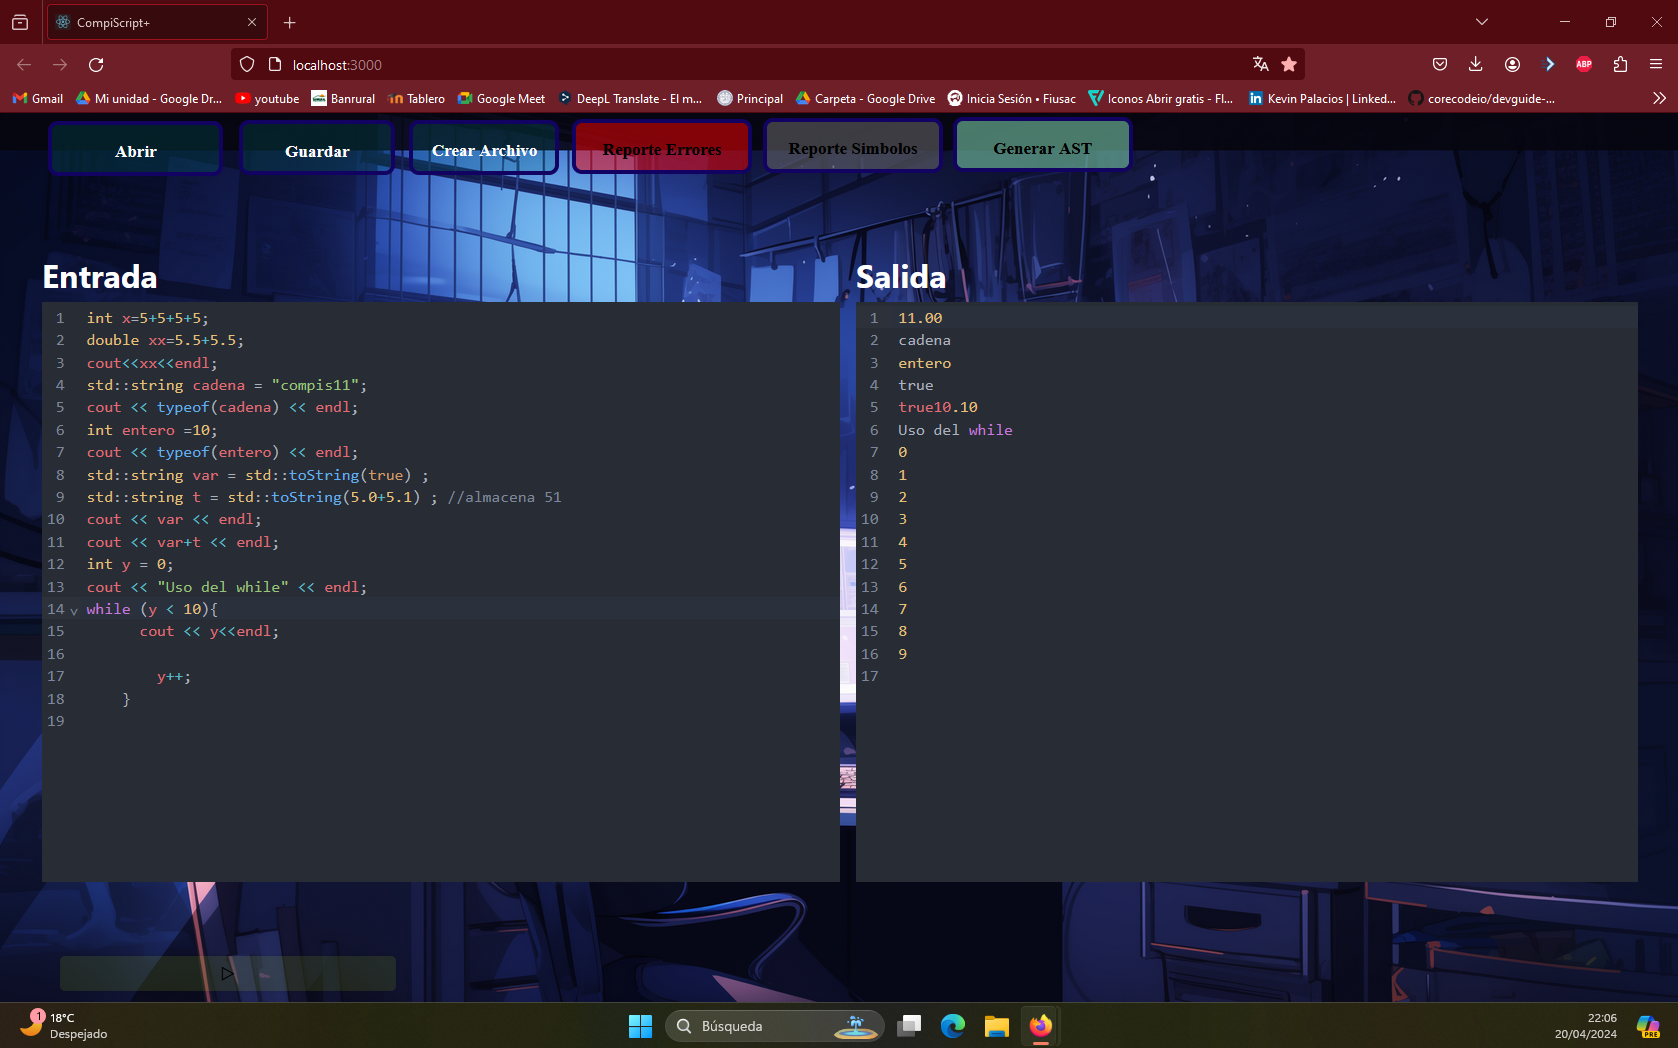 CompiScript+
localhost:3000
Gmail
Mi unidad - Google Dr...
youtube
Banrural
Tablero
Google Meet
DeepL Translate - El m...
Principal
Carpeta - Google Drive
Inicia Sesión • Fiusac
Iconos Abrir gratis - Fl...
Kevin Palacios | Linked...
corecodeio/devguide-...
ABP
Abrir
Guardar
Crear Archivo
Reporte Errores
Reporte Simbolos
Generar AST
Entrada
1 int x=5+5+5+5;
2 double xx=5.5+5.5;
3 cout<<xx<<endl;
4 std::string cadena = "compis11";
5 cout << typeof(cadena) << endl;
6 int entero =10;
7 cout << typeof(entero) << endl;
8 std::string var = std::toString(true) ;
9 std::string t = std::toString(5.0+5.1) ; //almacena 51
10 cout << var << endl;
11 cout << var+t << endl;
12 int y = 0;
13 cout << "Uso del while" << endl;
14 while (y < 10){
15 cout << y<<endl;
16
17 y++;
18 }
19
Salida
1 11.00
2 cadena
3 entero
4 true
5 true10.10
6 Uso del while
7 0
8 1
9 2
10 3
11 4
12 5
13 6
14 7
15 8
16 9
17
1
18°C
Despejado
Búsqueda
22:06
20/04/2024
PRE